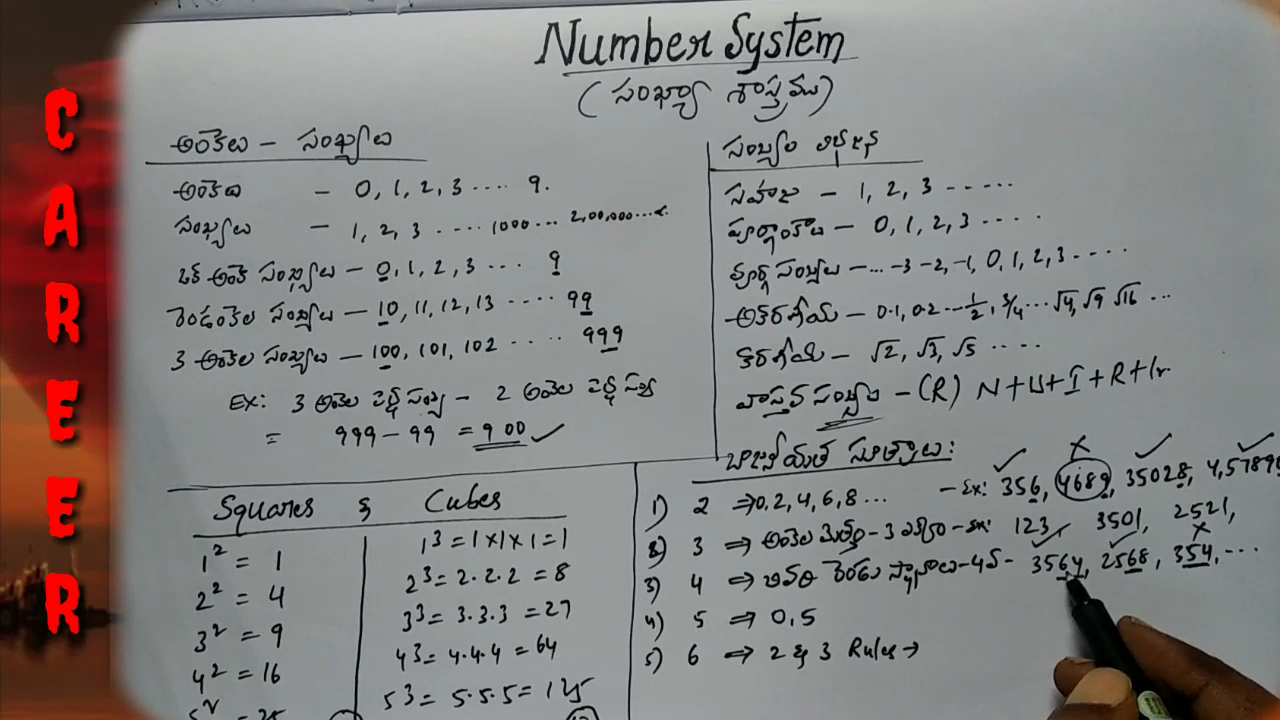 CAREER
Number System
(సంఖ్యా శాస్త్రము)
అంకెలు - సంఖ్యలు
అంకెలు - 0, 1, 2, 3 .... 9.
సంఖ్యలు - 1, 2, 3 ..... 1000 ... 2,00,000 ...
ఒక అంకె సంఖ్యలు - 0, 1, 2, 3 ... 9
రెండంకెల సంఖ్యలు - 10, 11, 12, 13 ..... 99
3 అంకెల సంఖ్యలు - 100, 101, 102 ..... 999
EX: 3 అంకెల పెద్ద సంఖ్య - 2 అంకెల పెద్ద సంఖ్య
= 999 - 99 = 900 ✓
సంఖ్యల విభజన
సహజ - 1, 2, 3 .....
పూర్ణాంకాలు - 0, 1, 2, 3 ....
పూర్ణ సంఖ్యలు - ... -3 -2, -1, 0, 1, 2, 3 ....
అకరణీయ - 0.1, 0.2 ... 1/2, 3/4 ... √4, √9 √16 ...
కరణీయ - √2, √3, √5 ....
వాస్తవ సంఖ్యలు - (R) N + W + I + R + Ir
Squares & Cubes
1² = 1
2² = 4
3² = 9
4² = 16
5² = 25
1³ = 1×1×1 = 1
2³ = 2.2.2 = 8
3³ = 3.3.3 = 27
4³ = 4.4.4 = 64
5³ = 5.5.5 = 125
భాజనీయత సూత్రాలు:
1) 2 ⇒ 0, 2, 4, 6, 8 ... - Ex: 356, 4689, 35028, 4,5789
2) 3 ⇒ అంకెల మొత్తం - 3 - Ex: 123, 3501, 2521,
3) 4 ⇒ చివరి రెండు స్థానాలు - 4 - 3564, 2568, 354, ...
4) 5 ⇒ 0, 5
5) 6 ⇒ 2 & 3 Rules →